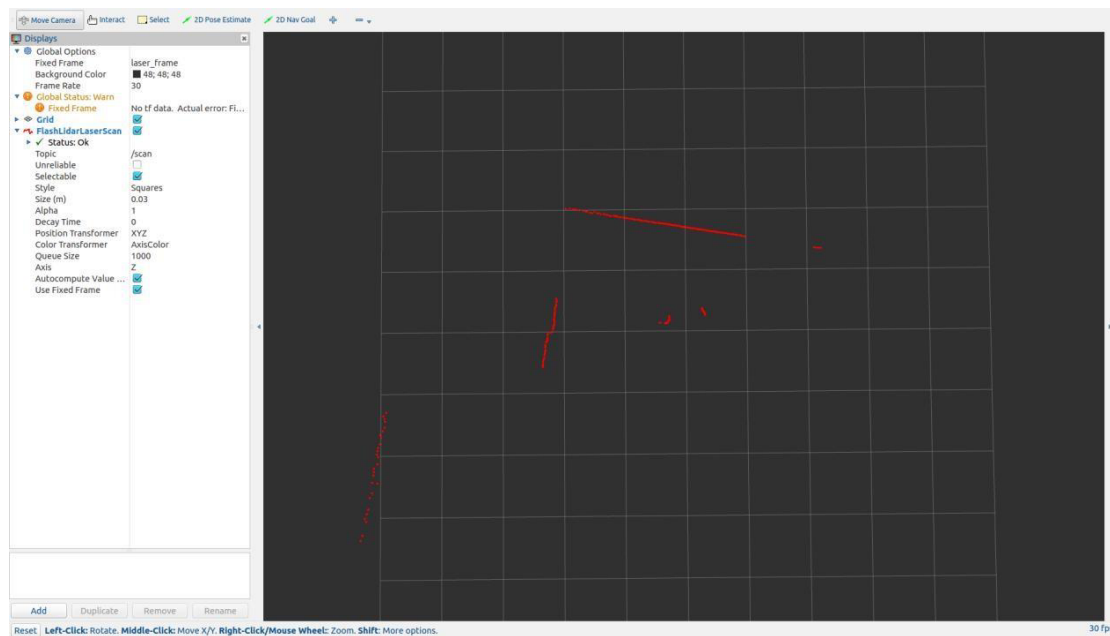 Move Camera Interact Select 2D Pose Estimate 2D Nav Goal
Displays
Global Options
Fixed Frame laser_frame
Background Color 48; 48; 48
Frame Rate 30
Global Status: Warn
Fixed Frame No tf data. Actual error: Fi...
Grid
FlashLidarLaserScan
Status: Ok
Topic /scan
Unreliable
Selectable
Style Squares
Size (m) 0.03
Alpha 1
Decay Time 0
Position Transformer XYZ
Color Transformer AxisColor
Queue Size 1000
Axis Z
Autocompute Value ...
Use Fixed Frame
Add Duplicate Remove Rename
Reset Left-Click: Rotate. Middle-Click: Move X/Y. Right-Click/Mouse Wheel: Zoom. Shift: More options. 30 fp